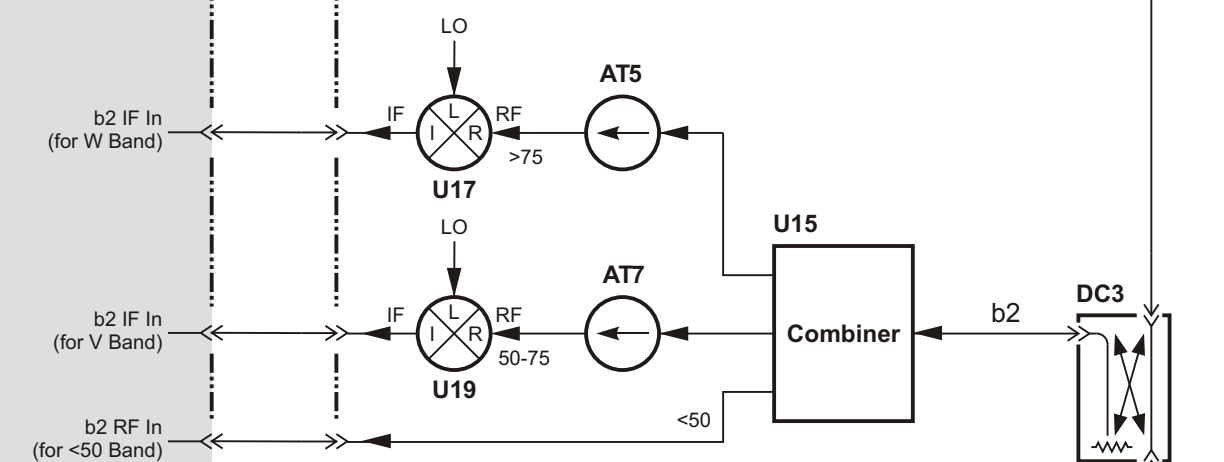 LO
AT5
b2 IF In
(for W Band)
IF
L
I
R
RF
>75
U17
LO
U15
AT7
DC3
b2 IF In
(for V Band)
IF
L
I
R
RF
50-75
U19
Combiner
b2
b2 RF In
(for <50 Band)
<50